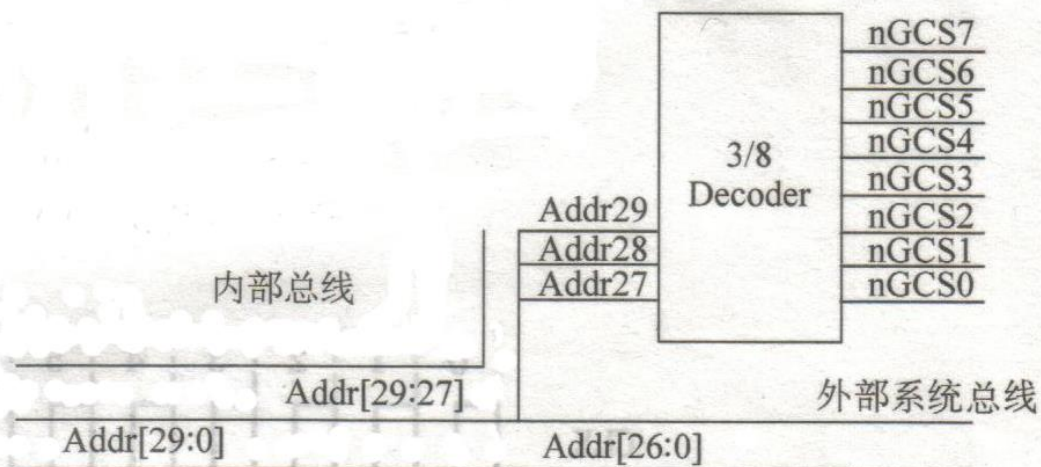 nGCS7
nGCS6
nGCS5
nGCS4
3/8
Decoder
nGCS3
nGCS2
nGCS1
nGCS0
Addr29
Addr28
Addr27
内部总线
Addr[29:27]
外部系统总线
Addr[29:0]
Addr[26:0]